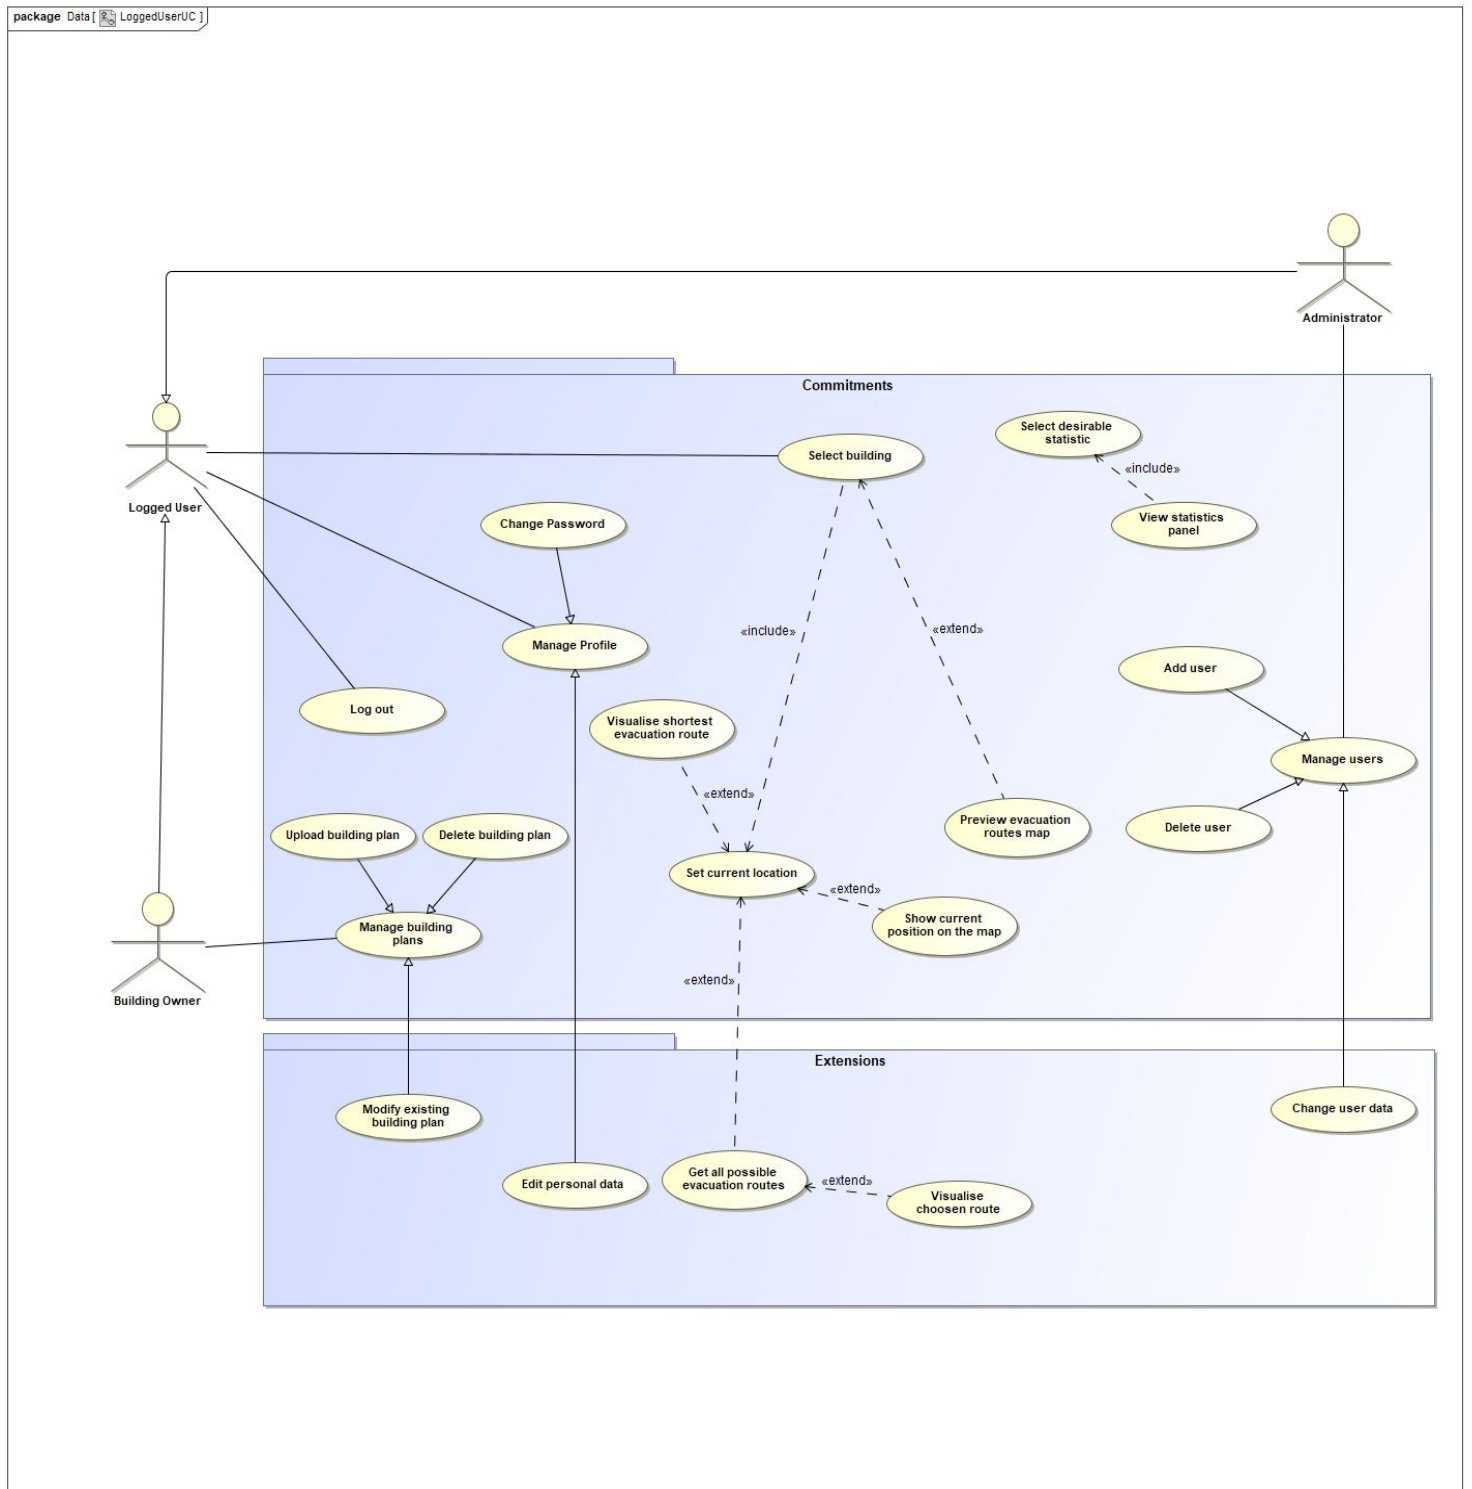 package Data [ LoggedUserUC ]
Administrator
Commitments
Select desirable
statistic
Select building
«include»
Logged User
View statistics
panel
Change Password
«include»
«extend»
Manage Profile
Add user
Log out
Visualise shortest
evacuation route
Manage users
«extend»
Upload building plan
Delete building plan
Preview evacuation
routes map
Delete user
Set current location
«extend»
Show current
position on the map
Manage building
plans
«extend»
Building Owner
Extensions
Modify existing
building plan
Change user data
Get all possible
evacuation routes
Edit personal data
«extend»
Visualise
choosen route